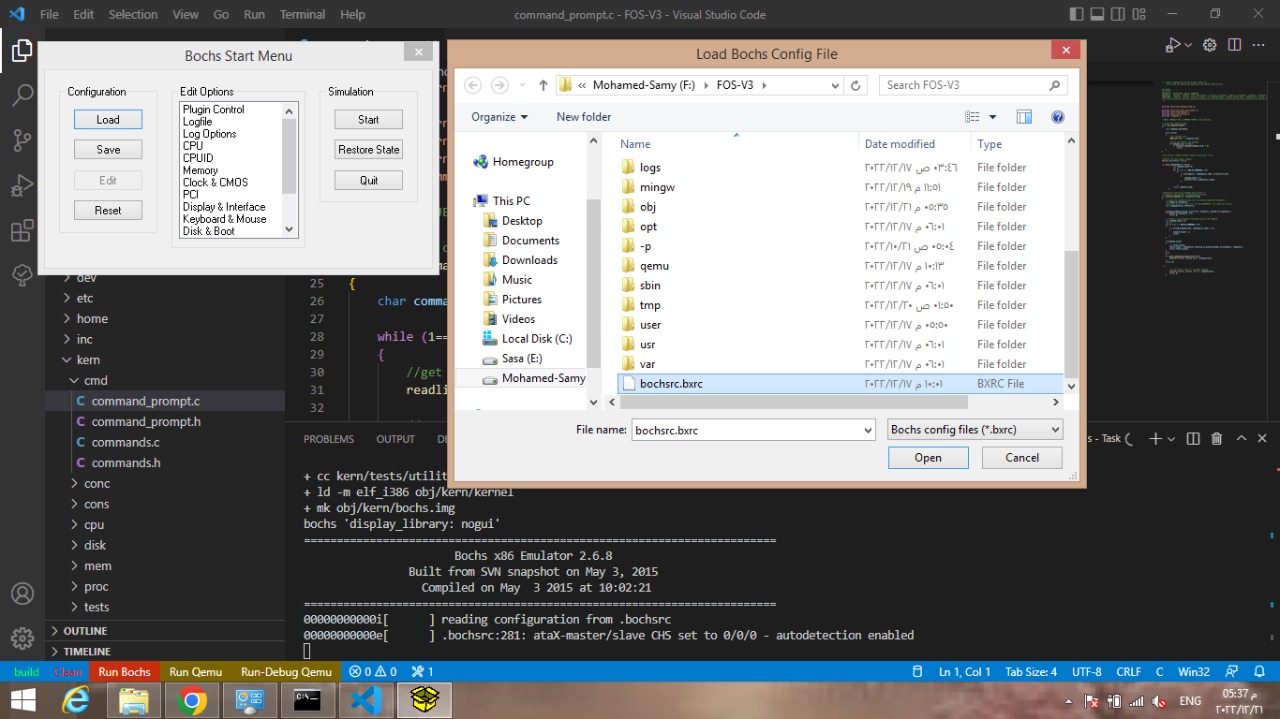 File Edit Selection View Go Run Terminal Help command_prompt.c - FOS-V3 - Visual Studio Code
Bochs Start Menu
Configuration
Load
Save
Edit
Reset
Edit Options
Plugin Control
Logfile
Log Options
CPU
CPUID
Memory
Clock & CMOS
PCI
Display & Interface
Keyboard & Mouse
Disk & Boot
Simulation
Start
Restore State
Quit
Load Bochs Config File
« Mohamed-Samy (F:) FOS-V3
Search FOS-V3
Organize New folder
Homegroup
This PC
Desktop
Documents
Downloads
Music
Pictures
Videos
Local Disk (C:)
Sasa (E:)
Mohamed-Samy
Name Date modified Type
logs ٢٠٢٢/١٢/١٧ ٠٣:٤٦ ص File folder
mingw ٢٠٢٢/١٢/١٩ ١١:٥١ م File folder
obj File folder
opt ٢٠٢٢/١٢/١٧ ٠٦:٠١ م File folder
-p ٢٠٢٢/١٠/٢١ ٠٥:٠٤ ص File folder
qemu ٢٠٢٢/١٢/١٧ ١٠:١٣ م File folder
sbin ٢٠٢٢/١٢/١٧ ٠٦:٠١ م File folder
tmp ٢٠٢٢/١٢/٢٠ ٠١:٥٠ ص File folder
user ٢٠٢٢/١٢/١٧ ٠٥:٥٠ م File folder
usr ٢٠٢٢/١٢/١٧ ٠٦:٠١ م File folder
var ٢٠٢٢/١٢/١٧ ٠٦:٠١ م File folder
bochsrc.bxrc ٢٠٢٢/١٢/١٧ ١٠:٠١ م BXRC File
File name: bochsrc.bxrc Bochs config files (*.bxrc)
Open Cancel
dev
etc
home
inc
kern
cmd
C command_prompt.c
C command_prompt.h
C commands.c
C commands.h
conc
cons
cpu
disk
mem
proc
tests
OUTLINE
TIMELINE
25 {
26 char comma
27
28 while (1==
29 {
30 //get
31 readli
32
PROBLEMS OUTPUT DE s - Task
+ cc kern/tests/utilit
+ ld -m elf_i386 obj/kern/kernel
+ mk obj/kern/bochs.img
bochs 'display_library: nogui'
========================================================================
Bochs x86 Emulator 2.6.8
Built from SVN snapshot on May 3, 2015
Compiled on May  3 2015 at 10:02:21
========================================================================
00000000000i[      ] reading configuration from .bochsrc
00000000000e[      ] .bochsrc:281: ataX-master/slave CHS set to 0/0/0 - autodetection enabled
build Clean Run Bochs Run Qemu Run-Debug Qemu 0 0 1 Ln 1, Col 1 Tab Size: 4 UTF-8 CRLF C Win32
ENG 05:37 م
٢٠٢٢/١٢/٢١